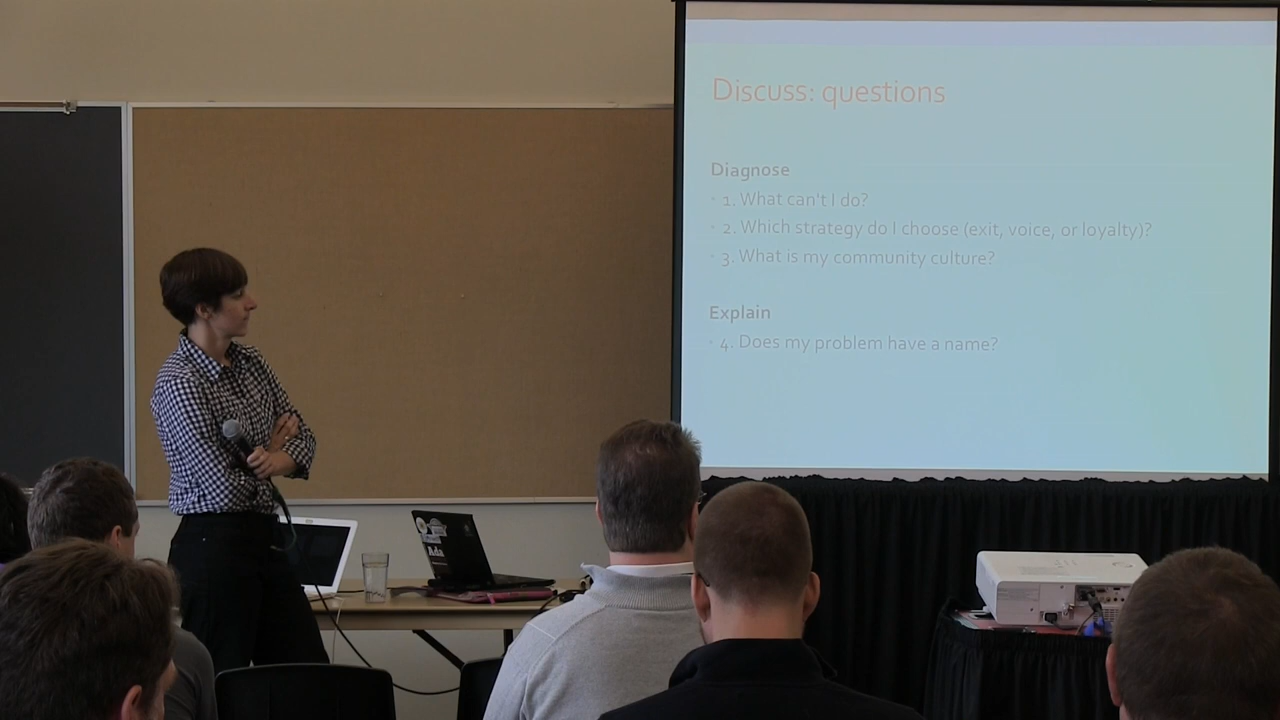 Discuss: questions
Diagnose
1. What can't I do?
2. Which strategy do I choose (exit, voice, or loyalty)?
3. What is my community culture?
Explain
4. Does my problem have a name?
Ada